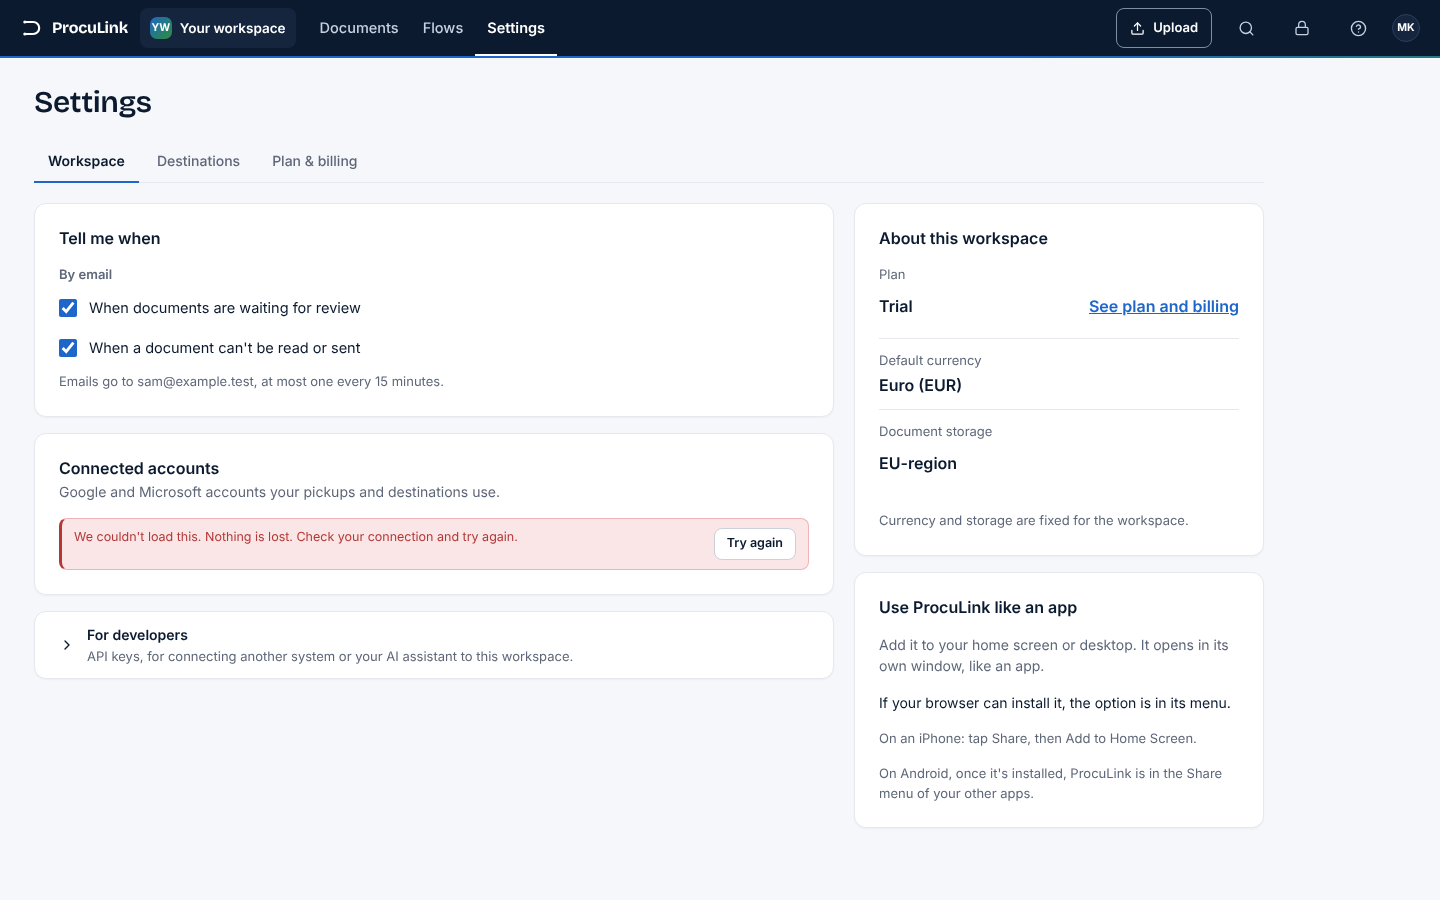 ProcuLink
YW Your workspace
Documents
Flows
Settings
Upload
MK
Settings
Workspace
Destinations
Plan & billing
Tell me when
By email
When documents are waiting for review
When a document can't be read or sent
Emails go to sam@example.test, at most one every 15 minutes.
Connected accounts
Google and Microsoft accounts your pickups and destinations use.
We couldn't load this. Nothing is lost. Check your connection and try again.
Try again
For developers
API keys, for connecting another system or your AI assistant to this workspace.
About this workspace
Plan
Trial
See plan and billing
Default currency
Euro (EUR)
Document storage
EU-region
Currency and storage are fixed for the workspace.
Use ProcuLink like an app
Add it to your home screen or desktop. It opens in its
own window, like an app.
If your browser can install it, the option is in its menu.
On an iPhone: tap Share, then Add to Home Screen.
On Android, once it's installed, ProcuLink is in the Share
menu of your other apps.